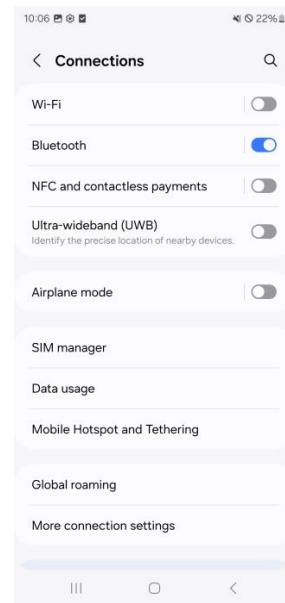 10:06 22%
Connections
Wi-Fi
Bluetooth
NFC and contactless payments
Ultra-wideband (UWB)
Identify the precise location of nearby devices.
Airplane mode
SIM manager
Data usage
Mobile Hotspot and Tethering
Global roaming
More connection settings